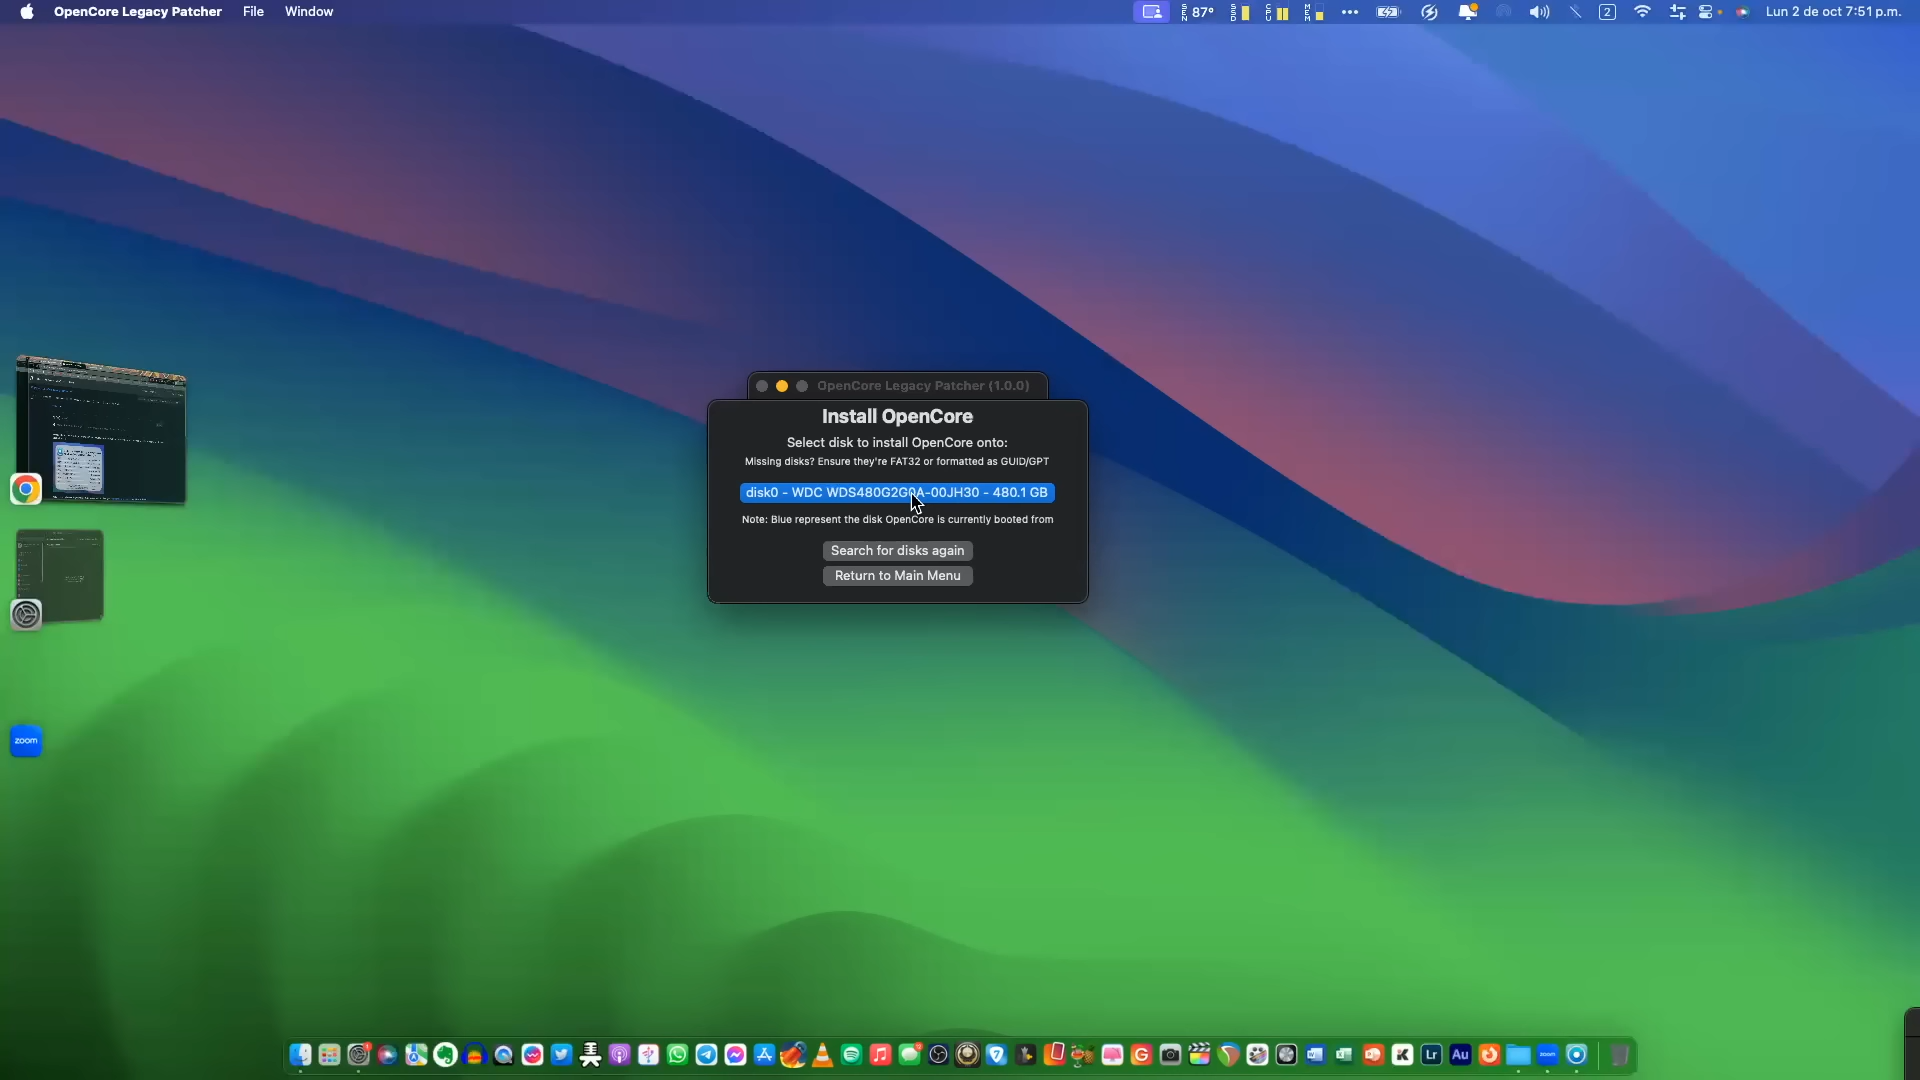 OpenCore Legacy Patcher File Window
87° Lun 2 de oct 7:51 p.m.
OpenCore Legacy Patcher (1.0.0)
Install OpenCore
Select disk to install OpenCore onto:
Missing disks? Ensure they're FAT32 or formatted as GUID/GPT
disk0 - WDC WDS480G2G0A-00JH30 - 480.1 GB
Note: Blue represent the disk OpenCore is currently booted from
Search for disks again
Return to Main Menu
zoom
Lr
Au